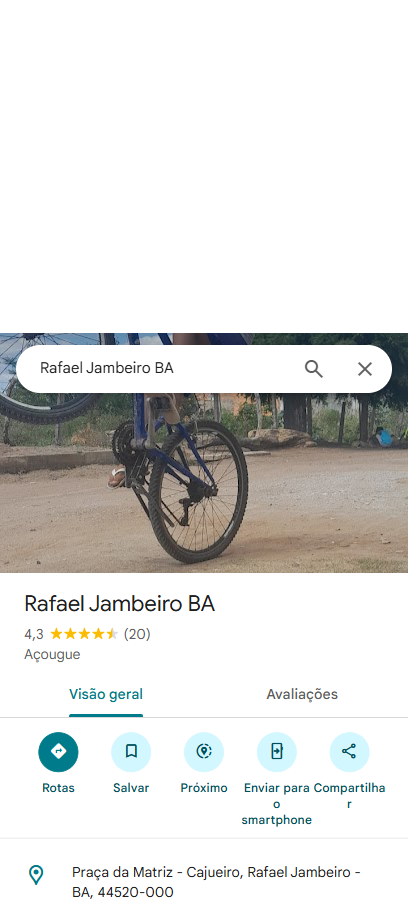 Rafael Jambeiro BA
Rafael Jambeiro BA
4,3 (20)
Açougue
Visão geral Avaliações
Rotas Salvar Próximo Enviar para o smartphone Compartilhar
Praça da Matriz - Cajueiro, Rafael Jambeiro -
BA, 44520-000